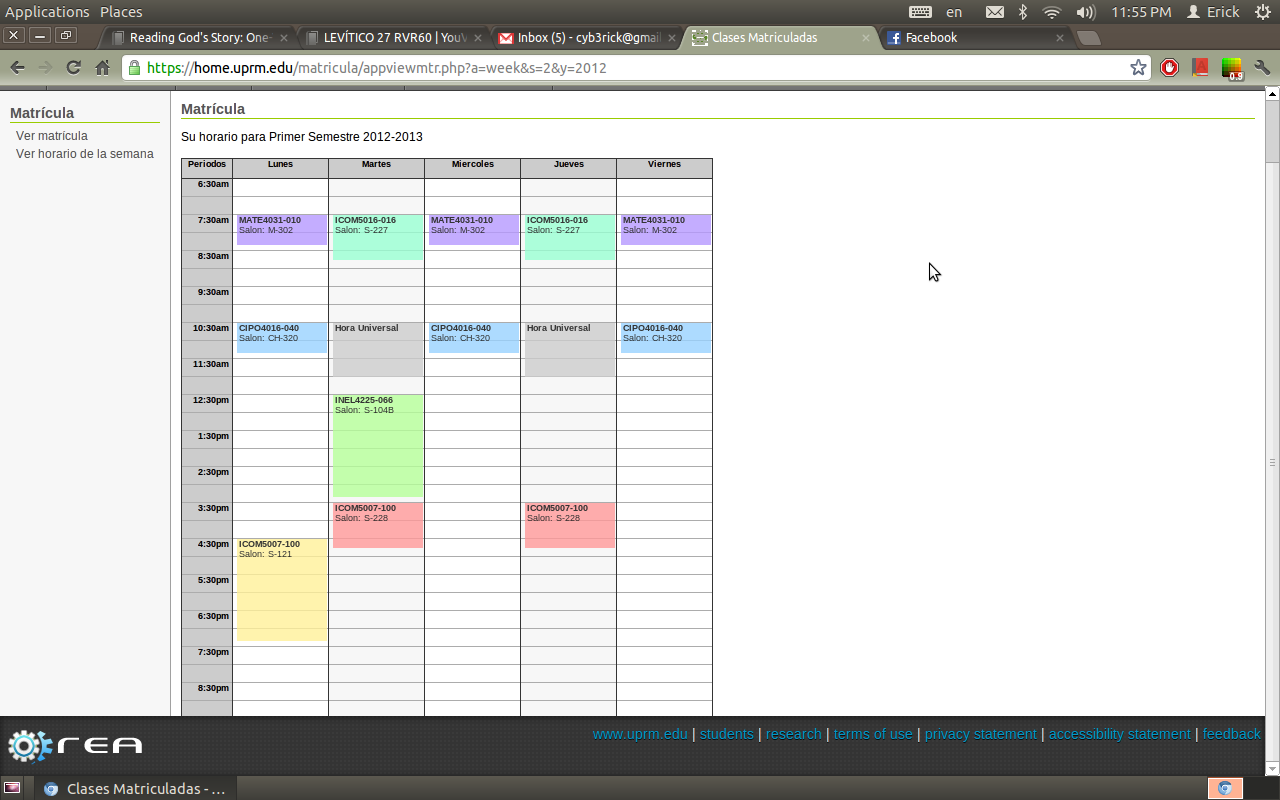 Applications Places en 11:55 PM Erick
Reading God's Story: One- LEVÍTICO 27 RVR60 | YouV Inbox (5) - cyb3rick@gmail Clases Matriculadas Facebook
https://home.uprm.edu/matricula/appviewmtr.php?a=week&s=2&y=2012 0.9
Matrícula
Ver matrícula
Ver horario de la semana
Matrícula
Su horario para Primer Semestre 2012-2013
Periodos Lunes Martes Miercoles Jueves Viernes
6:30am
7:30am MATE4031-010 ICOM5016-016 MATE4031-010 ICOM5016-016 MATE4031-010
Salon: M-302 Salon: S-227 Salon: M-302 Salon: S-227 Salon: M-302
8:30am
9:30am
10:30am CIPO4016-040 Hora Universal CIPO4016-040 Hora Universal CIPO4016-040
Salon: CH-320 Salon: CH-320 Salon: CH-320
11:30am
12:30pm INEL4225-066
Salon: S-104B
1:30pm
2:30pm
3:30pm ICOM5007-100 ICOM5007-100
Salon: S-228 Salon: S-228
4:30pm ICOM5007-100
Salon: S-121
5:30pm
6:30pm
7:30pm
8:30pm
rea www.uprm.edu | students | research | terms of use | privacy statement | accessibility statement | feedback
Clases Matriculadas - ...